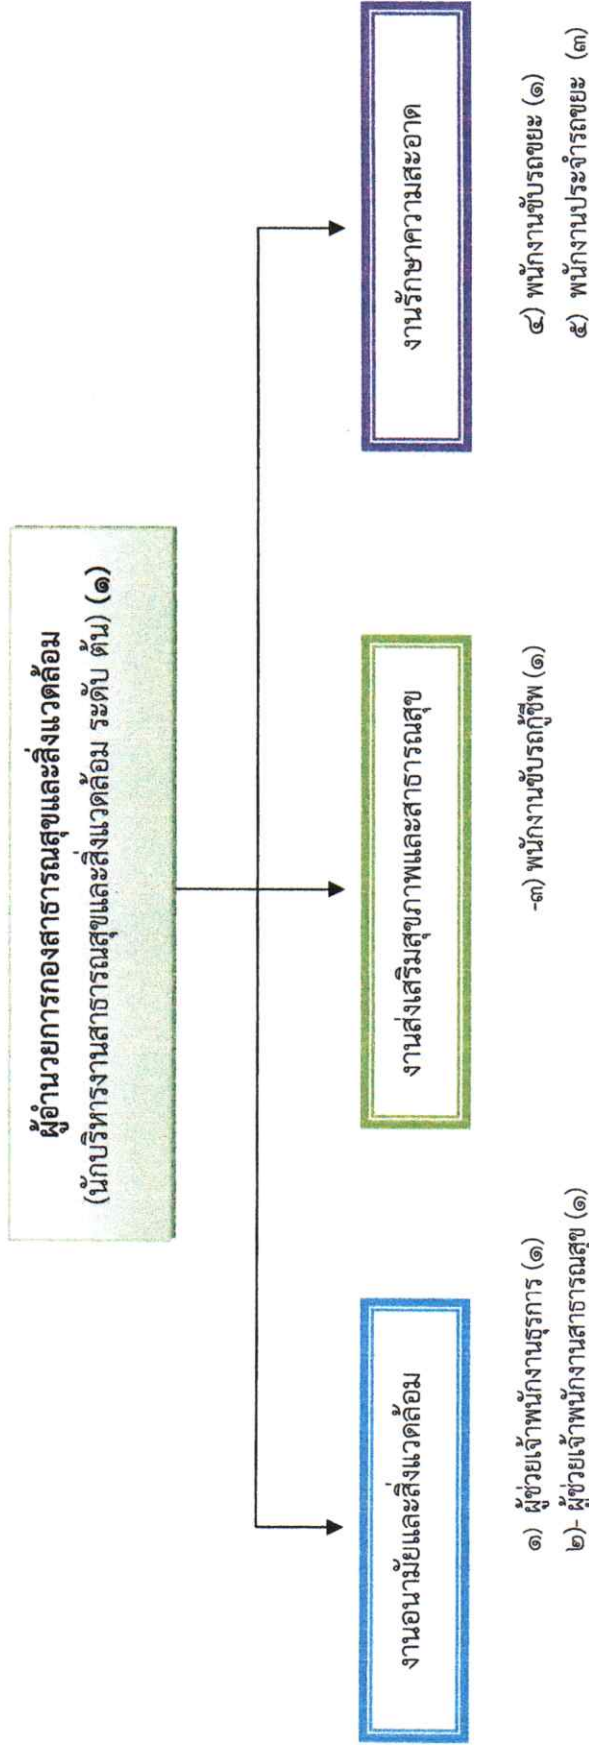 ผู้อำนวยการกองสาธารณสุขและสิ่งแวดล้อม
(นักบริหารงานสาธารณสุขและสิ่งแวดล้อม ระดับ ต้น) (๑)
งานอนามัยและสิ่งแวดล้อม
๑) ผู้ช่วยเจ้าพนักงานธุรการ (๑)
๒)- ผู้ช่วยเจ้าพนักงานสาธารณสุข (๑)
งานส่งเสริมสุขภาพและสาธารณสุข
-๓) พนักงานขับรถกู้ชีพ (๑)
งานรักษาความสะอาด
๔) พนักงานขับรถขยะ (๑)
๕) พนักงานประจำรถขยะ (๓)